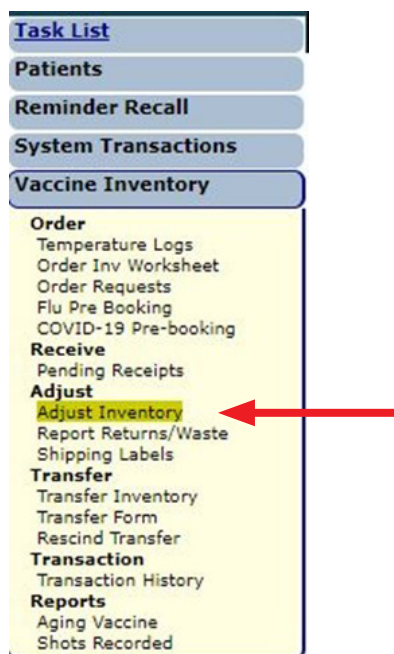 Task List
Patients
Reminder Recall
System Transactions
Vaccine Inventory
Order
Temperature Logs
Order Inv Worksheet
Order Requests
Flu Pre Booking
COVID-19 Pre-booking
Receive
Pending Receipts
Adjust
Adjust Inventory
Report Returns/Waste
Shipping Labels
Transfer
Transfer Inventory
Transfer Form
Rescind Transfer
Transaction
Transaction History
Reports
Aging Vaccine
Shots Recorded